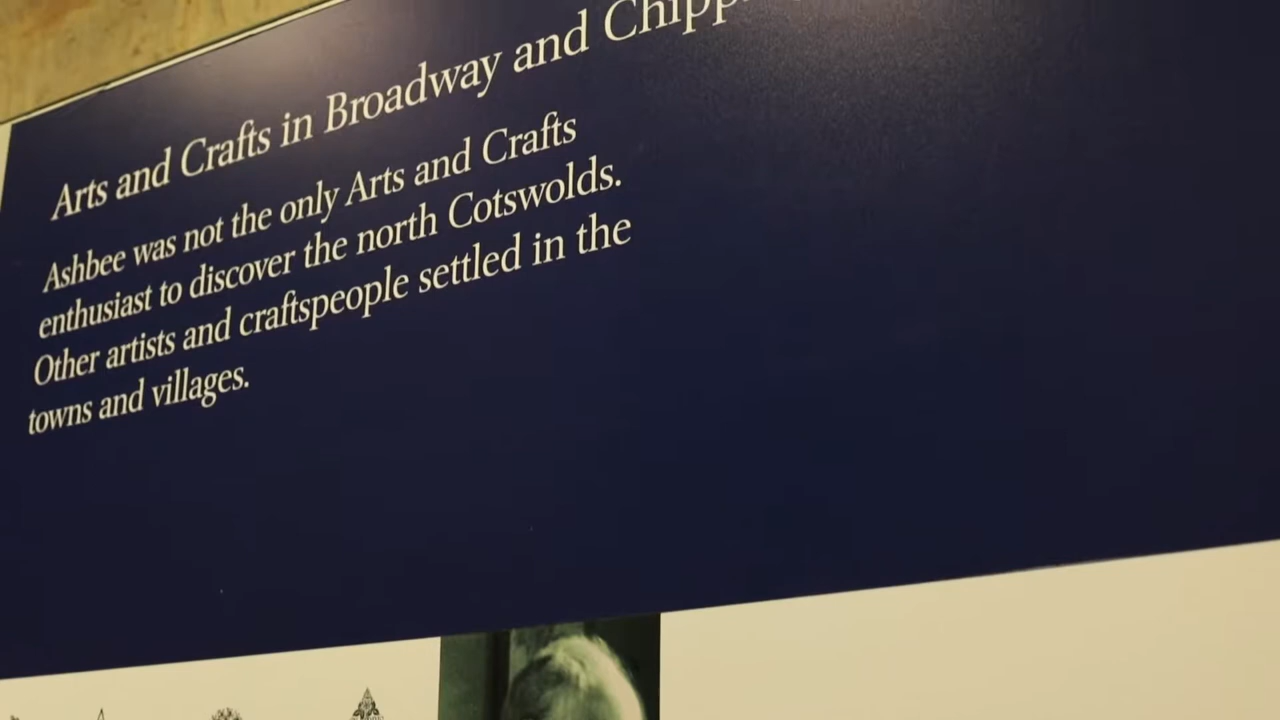 Arts and Crafts in Broadway and
Ashbee was not the only Arts and Crafts
enthusiast to discover the north Cotswolds.
Other artists and craftspeople settled in the
towns and villages.